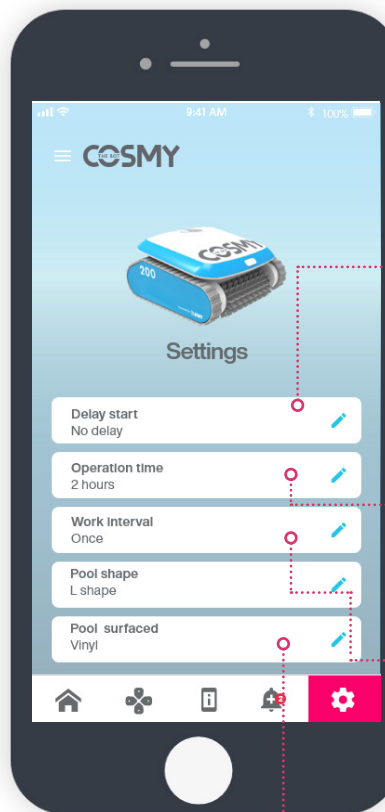 9:41 AM
100%
COSMY
THE BOT
COSMY
200
Settings
Delay start
No delay
Operation time
2 hours
Work interval
Once
Pool shape
L shape
Pool surfaced
Vinyl
2